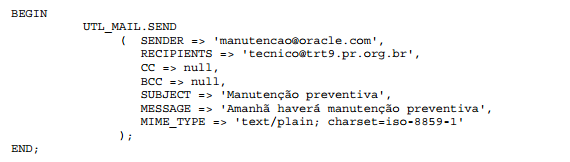 BEGIN
UTL_MAIL.SEND
( SENDER => 'manutencao@oracle.com',
RECIPIENTS => 'tecnico@trt9.pr.org.br',
CC => null,
BCC => null,
SUBJECT => 'Manutenção preventiva',
MESSAGE => 'Amanhã haverá manutenção preventiva',
MIME_TYPE => 'text/plain; charset=iso-8859-1'
);
END;